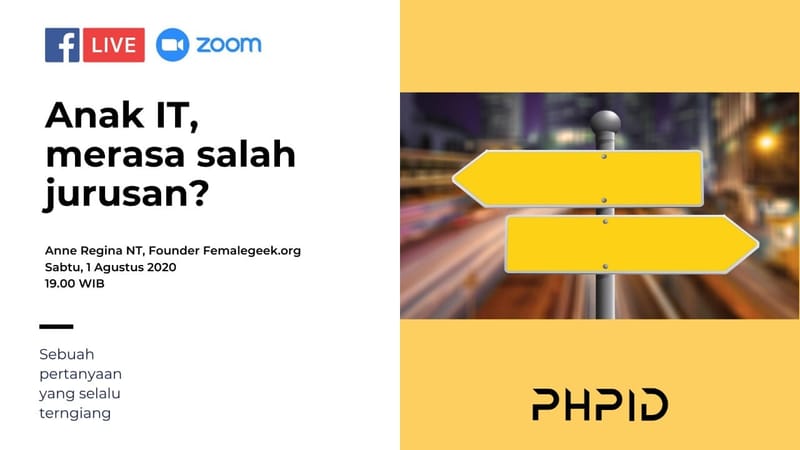 f LIVE zoom
Anak IT,
merasa salah
jurusan?
Anne Regina NT, Founder Femalegeek.org
Sabtu, 1 Agustus 2020
19.00 WIB
Sebuah
pertanyaan
yang selalu
terngiang
PHPID